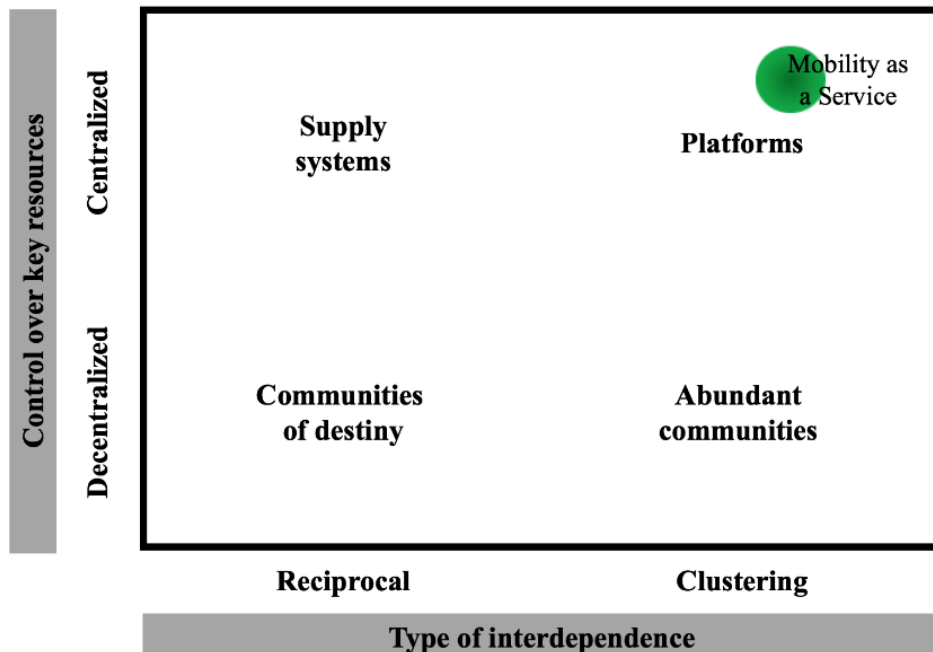 Control over key resources
Centralized
Decentralized
Mobility as
a Service
Supply
systems
Platforms
Communities
of destiny
Abundant
communities
Reciprocal
Clustering
Type of interdependence